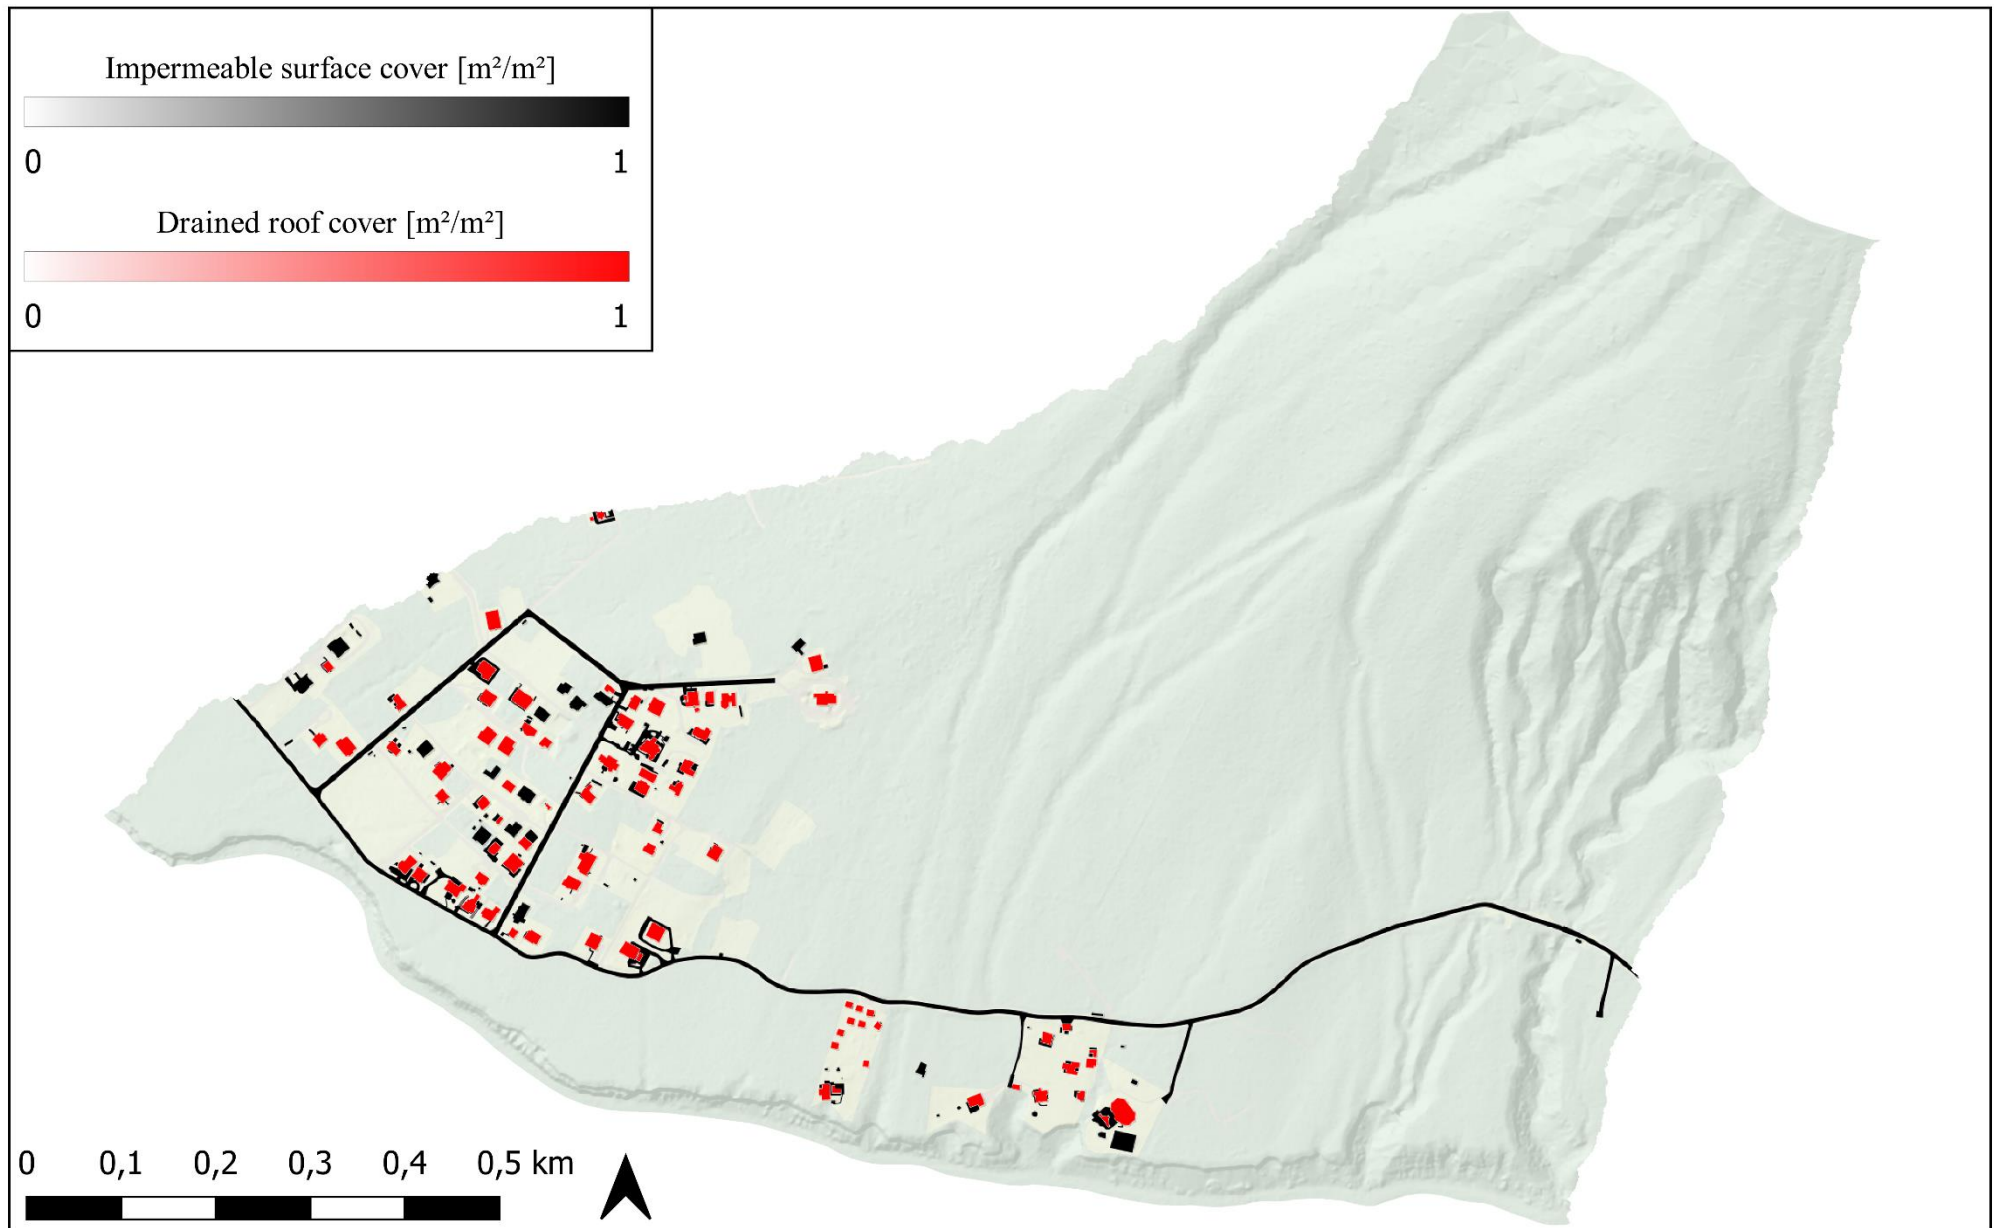 Impermeable surface cover [m²/m²]
0 1
Drained roof cover [m²/m²]
0 1
0 0,1 0,2 0,3 0,4 0,5 km